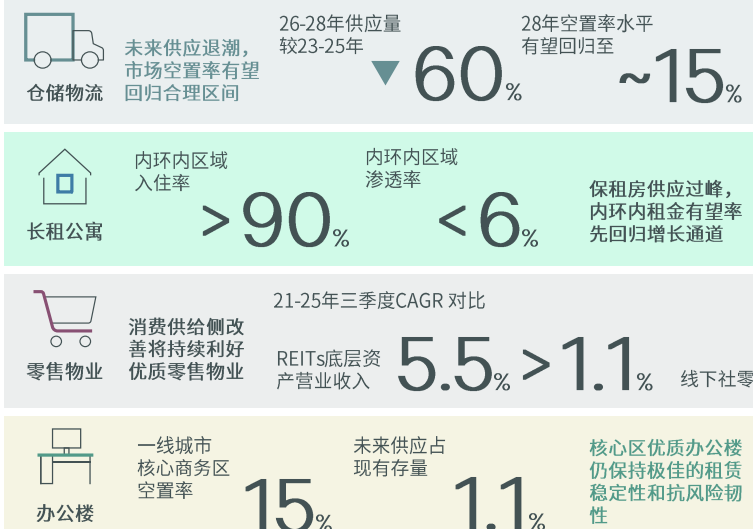 仓储物流
未来供应退潮，
市场空置率有望
回归合理区间
26-28年供应量
较23-25年
▼60%
28年空置率水平
有望回归至
~15%
长租公寓
内环内区域
入住率
>90%
内环内区域
渗透率
<6%
保租房供应过峰，
内环内租金有望率
先回归增长通道
零售物业
消费供给侧改
善将持续利好
优质零售物业
21-25年三季度CAGR 对比
REITs底层资
产营业收入
5.5%>1.1%
线下社零
办公楼
一线城市
核心商务区
空置率
15%
未来供应占
现有存量
1.1%
核心区优质办公楼
仍保持极佳的租赁
稳定性和抗风险韧
性